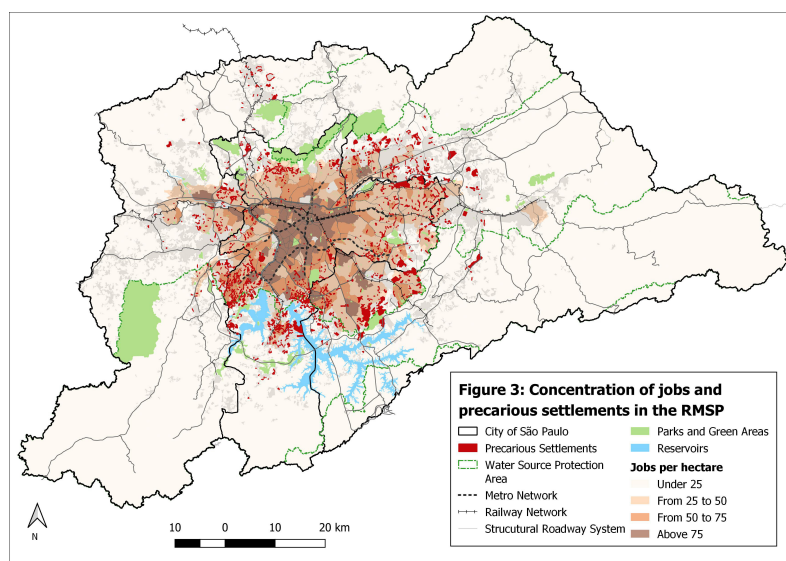 Figure 3: Concentration of jobs and
precarious settlements in the RMSP
City of São Paulo
Precarious Settlements
Water Source Protection
Area
Metro Network
Railway Network
Strucutural Roadway System
Parks and Green Areas
Reservoirs
Jobs per hectare
Under 25
From 25 to 50
From 50 to 75
Above 75
N
10 0 10 20 km